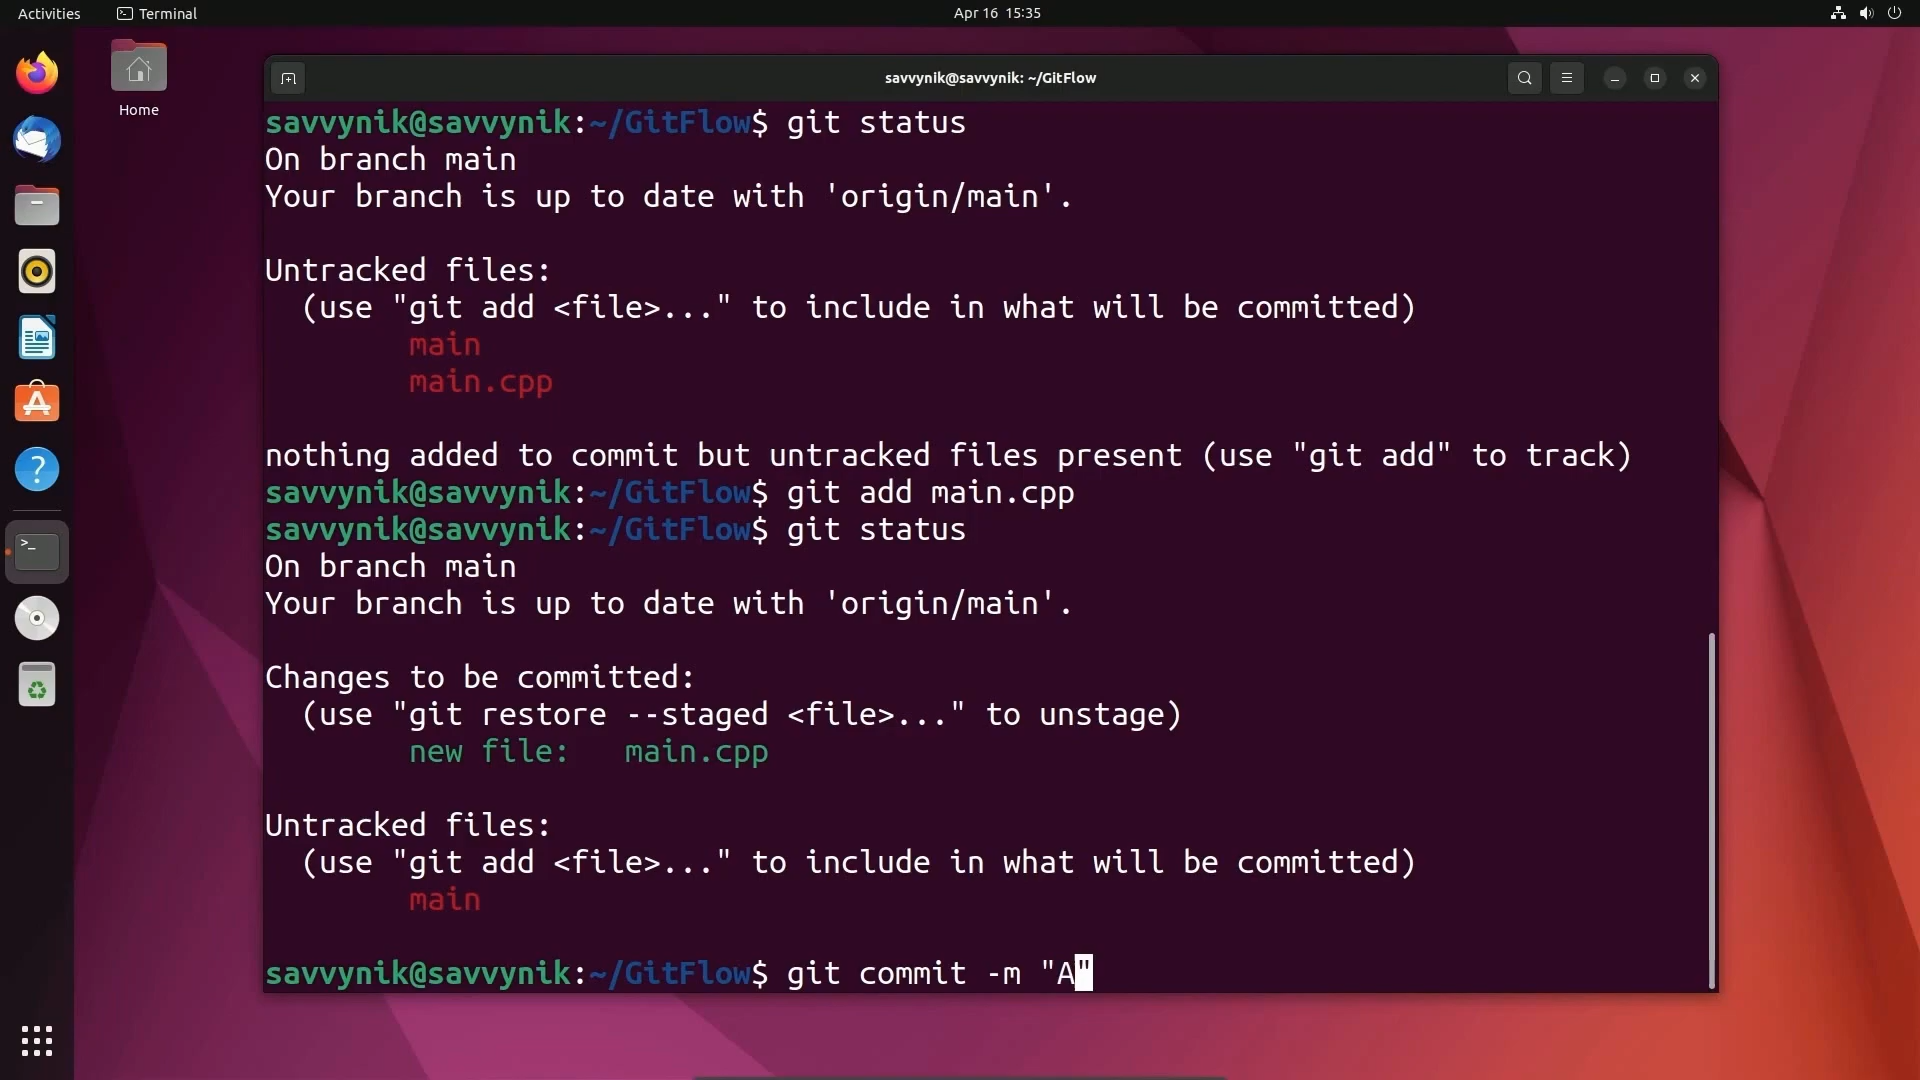 Activities
Terminal
Apr 16 15:35
Home
savvynik@savvynik: ~/GitFlow
savvynik@savvynik:~/GitFlow$ git status
On branch main
Your branch is up to date with 'origin/main'.
Untracked files:
(use "git add <file>..." to include in what will be committed)
main
main.cpp
nothing added to commit but untracked files present (use "git add" to track)
savvynik@savvynik:~/GitFlow$ git add main.cpp
savvynik@savvynik:~/GitFlow$ git status
On branch main
Your branch is up to date with 'origin/main'.
Changes to be committed:
(use "git restore --staged <file>..." to unstage)
new file:   main.cpp
Untracked files:
(use "git add <file>..." to include in what will be committed)
main
savvynik@savvynik:~/GitFlow$ git commit -m "A"